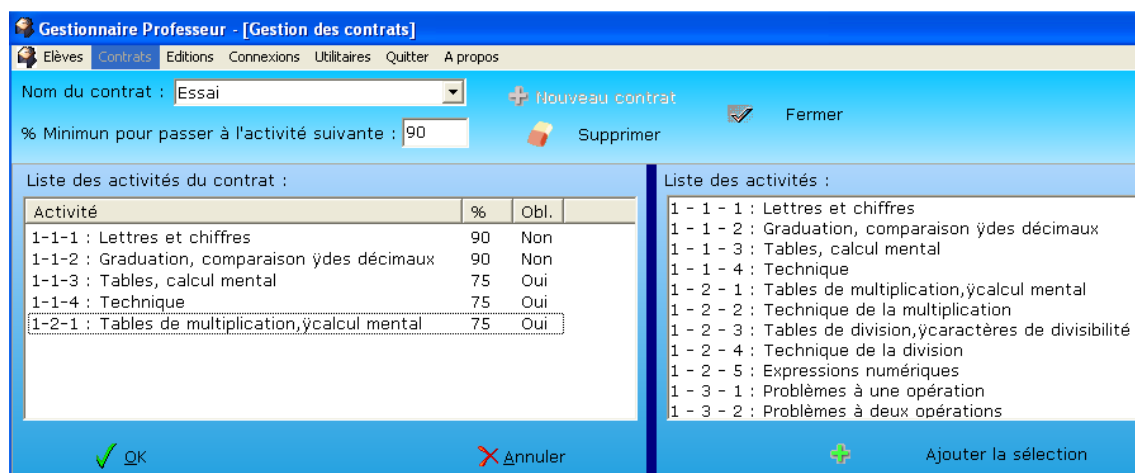 Gestionnaire Professeur - [Gestion des contrats]
Elèves Contrats Editions Connexions Utilitaires Quitter A propos
Nom du contrat : Essai
Nouveau contrat
Fermer
% Minimun pour passer à l'activité suivante : 90
Supprimer
Liste des activités du contrat :
Activité % Obl.
1-1-1 : Lettres et chiffres 90 Non
1-1-2 : Graduation, comparaison ÿdes décimaux 90 Non
1-1-3 : Tables, calcul mental 75 Oui
1-1-4 : Technique 75 Oui
1-2-1 : Tables de multiplication,ÿcalcul mental 75 Oui
OK Annuler
Liste des activités :
1 - 1 - 1 : Lettres et chiffres
1 - 1 - 2 : Graduation, comparaison ÿdes décimaux
1 - 1 - 3 : Tables, calcul mental
1 - 1 - 4 : Technique
1 - 2 - 1 : Tables de multiplication,ÿcalcul mental
1 - 2 - 2 : Technique de la multiplication
1 - 2 - 3 : Tables de division,ÿcaractères de divisibilité
1 - 2 - 4 : Technique de la division
1 - 2 - 5 : Expressions numériques
1 - 3 - 1 : Problèmes à une opération
1 - 3 - 2 : Problèmes à deux opérations
Ajouter la sélection